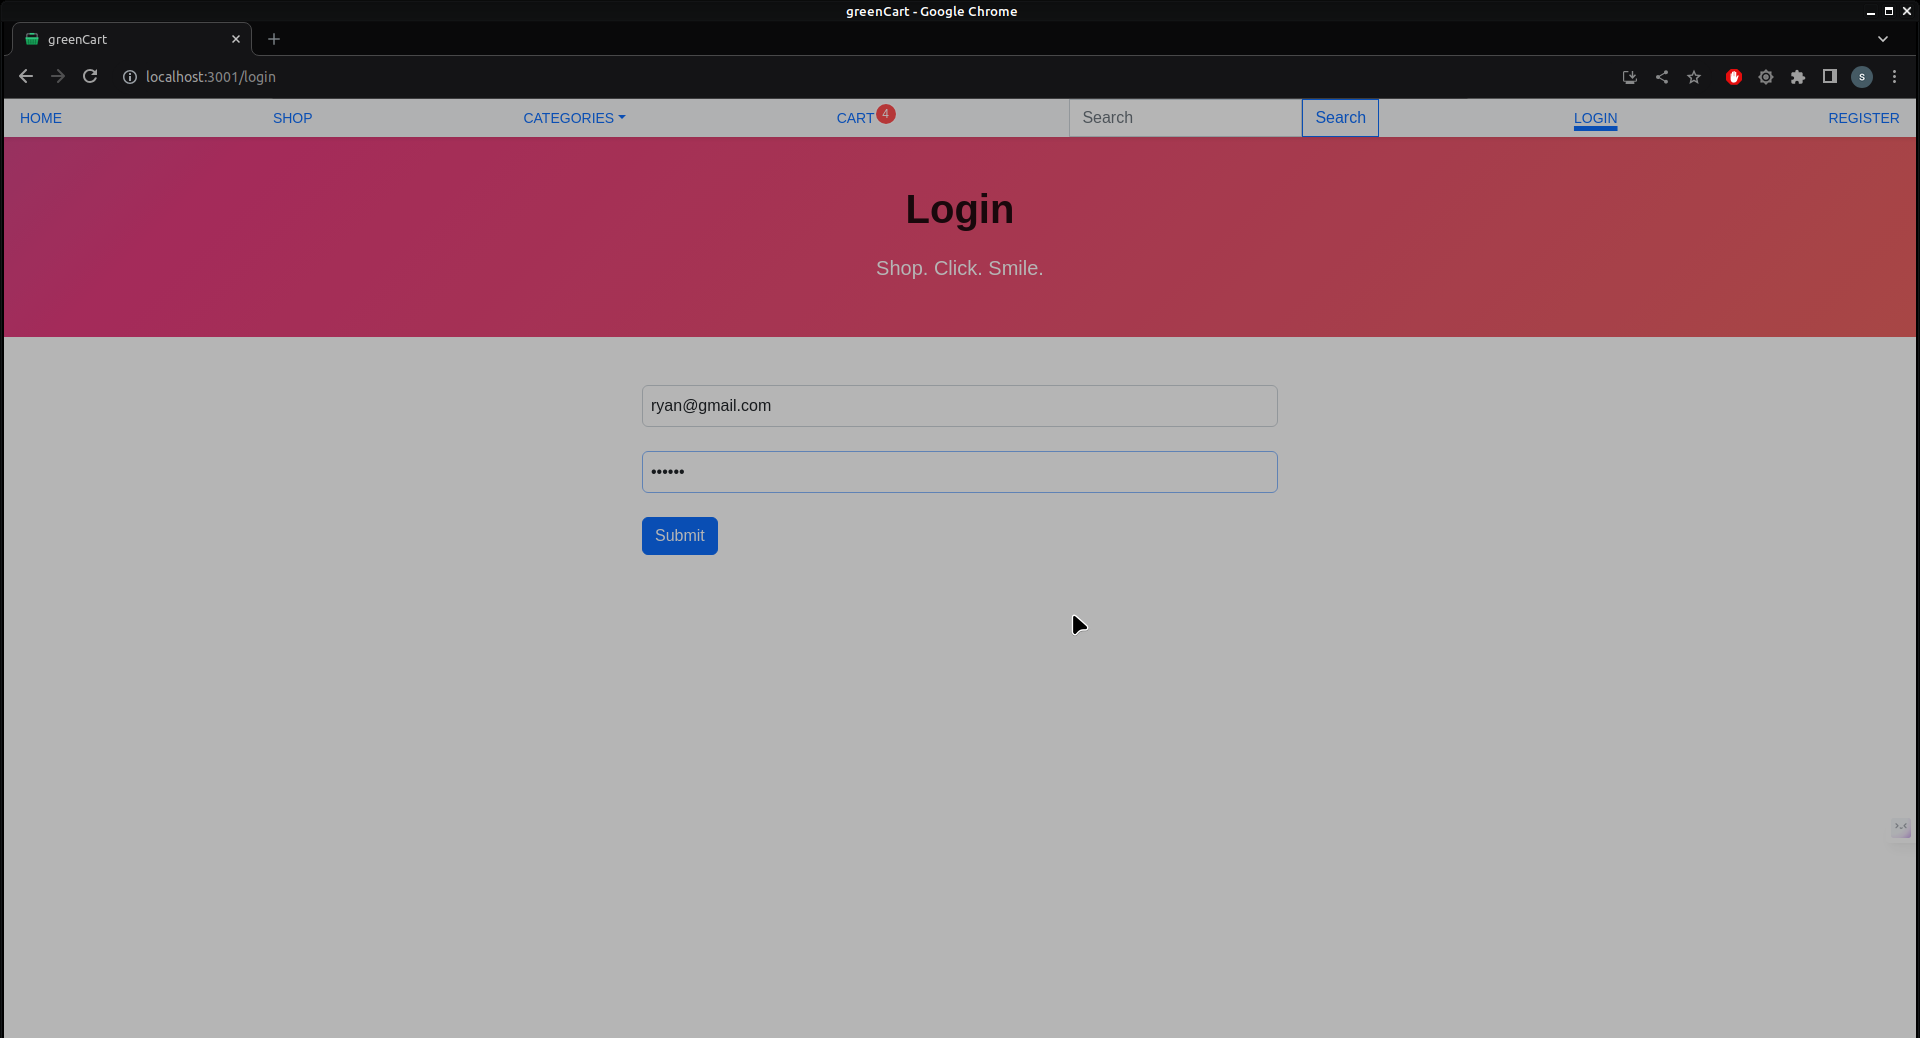 greenCart - Google Chrome
greenCart
localhost:3001/login
s
HOME SHOP CATEGORIES CART 4 Search Search LOGIN REGISTER
Login
Shop. Click. Smile.
ryan@gmail.com
••••••
Submit